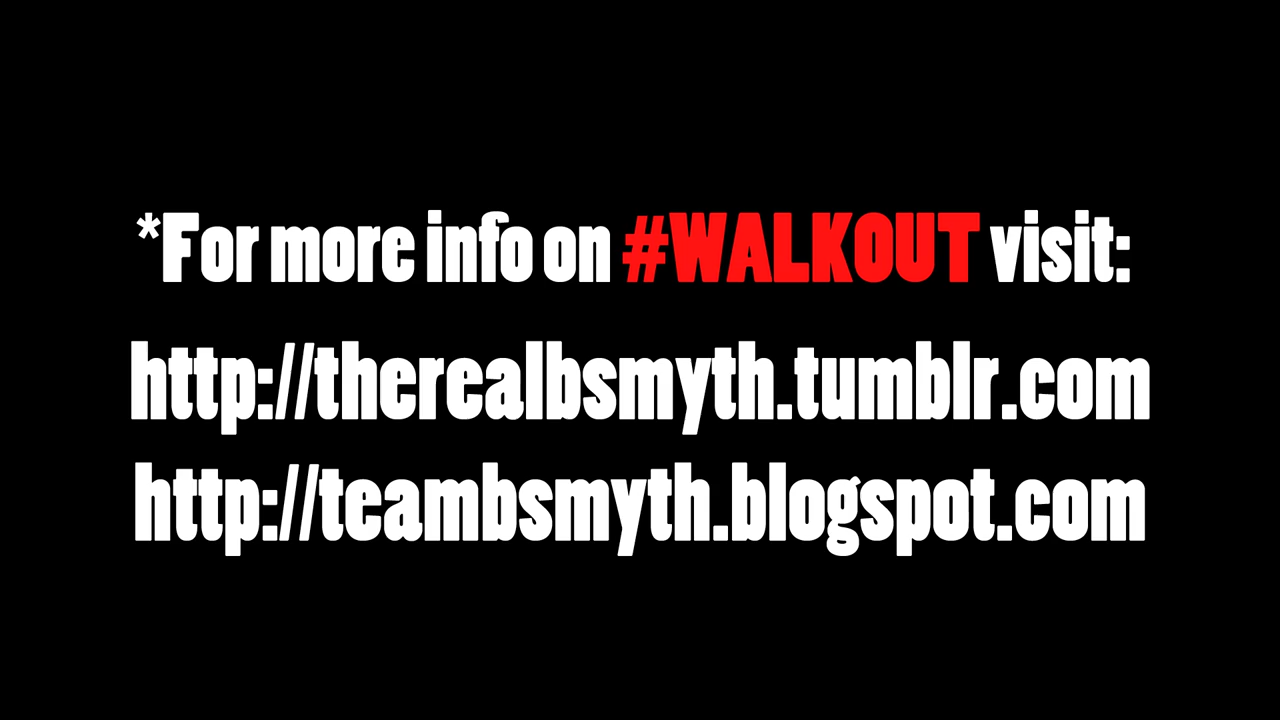 *For more info on #WALKOUT visit:
http://therealbsmyth.tumblr.com
http://teambsmyth.blogspot.com